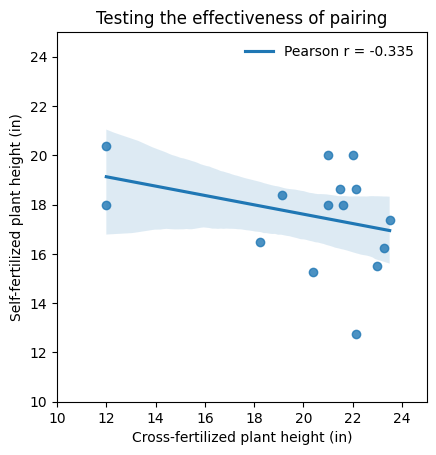 Testing the effectiveness of pairing
Pearson r = -0.335
24
22
20
18
16
14
12
10
Self-fertilized plant height (in)
10 12 14 16 18 20 22 24
Cross-fertilized plant height (in)